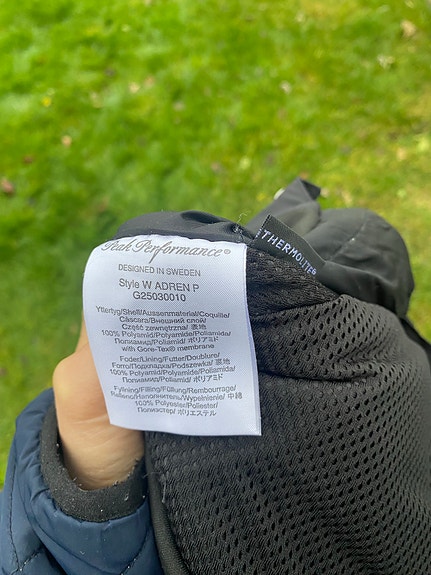 Peak Performance®
DESIGNED IN SWEDEN
Style W ADREN P
G25030010
Yttertyg/Shell/Aussenmaterial/Coquille/
Cáscara/Внешний слой/
Część zewnętrzna/ 表地
100% Polyamid/Polyamide/Poliamida/
Полиамид/Poliamid/ ポリアミド
with Gore-Tex® membrane
Foder/Lining/Futter/Doublure/
Forro/Подкладка/Podszewka/ 裏地
100% Polyamid/Polyamide/Poliamida/
Полиамид/Poliamid/ ポリアミド
Fyllning/Filling/Füllung/Rembourrage/
Relleno/Наполнитель/Wypełnienie/ 中綿
100% Polyester/Poliester/
Полиэстер/ ポリエステル
THERMOLITE®